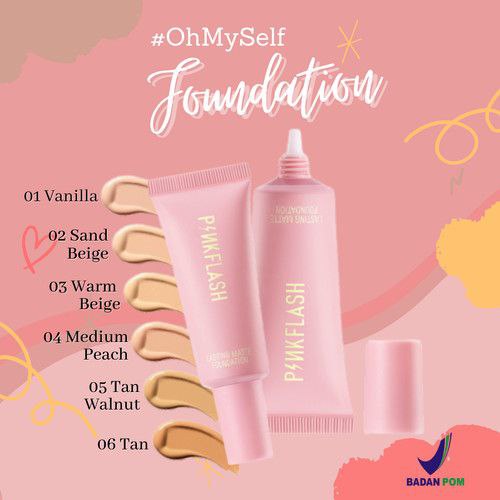 #OhMySelf
Foundation
01 Vanilla
02 Sand
Beige
03 Warm
Beige
04 Medium
Peach
05 Tan
Walnut
06 Tan
PINKFLASH
LASTING MATTE
FOUNDATION
LASTING MATTE
FOUNDATION
PINKFLASH
BADAN POM